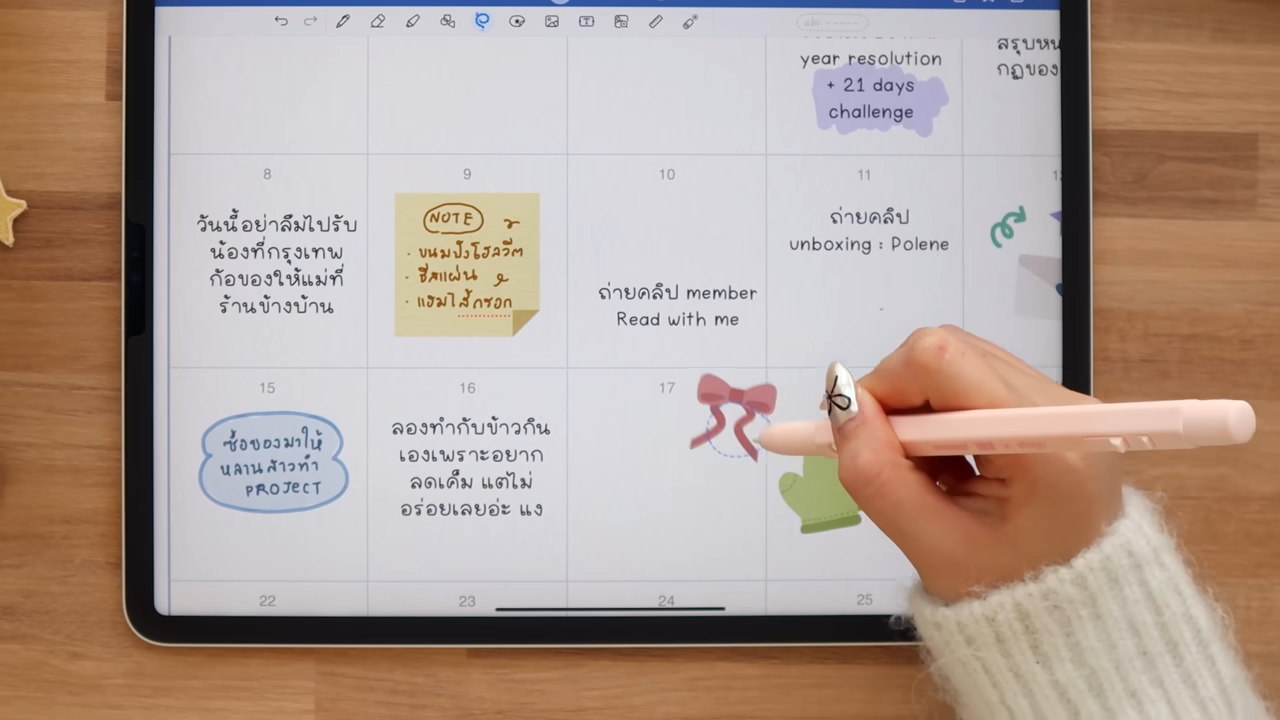 year resolution
+ 21 days
challenge
สรุปหน
กฎของ
8
วันนี้อย่าลืมไปรับ
น้องที่กรุงเทพ
ถือของให้แม่ที่
ร้านข้างบ้าน
9
NOTE
· ขนมปังโฮลวีต
· ชีสแผ่น
· แฮมไส้กรอก
10
ถ่ายคลิป member
Read with me
11
ถ่ายคลิป
unboxing : Polene
15
ซื้อของมาให้
หลานสาวทำ
PROJECT
16
ลองทำกับข้าวกิน
เองเพราะอยาก
ลดเค็ม แต่ไม่
อร่อยเลยอ่ะ แง
17
22
23
24
25